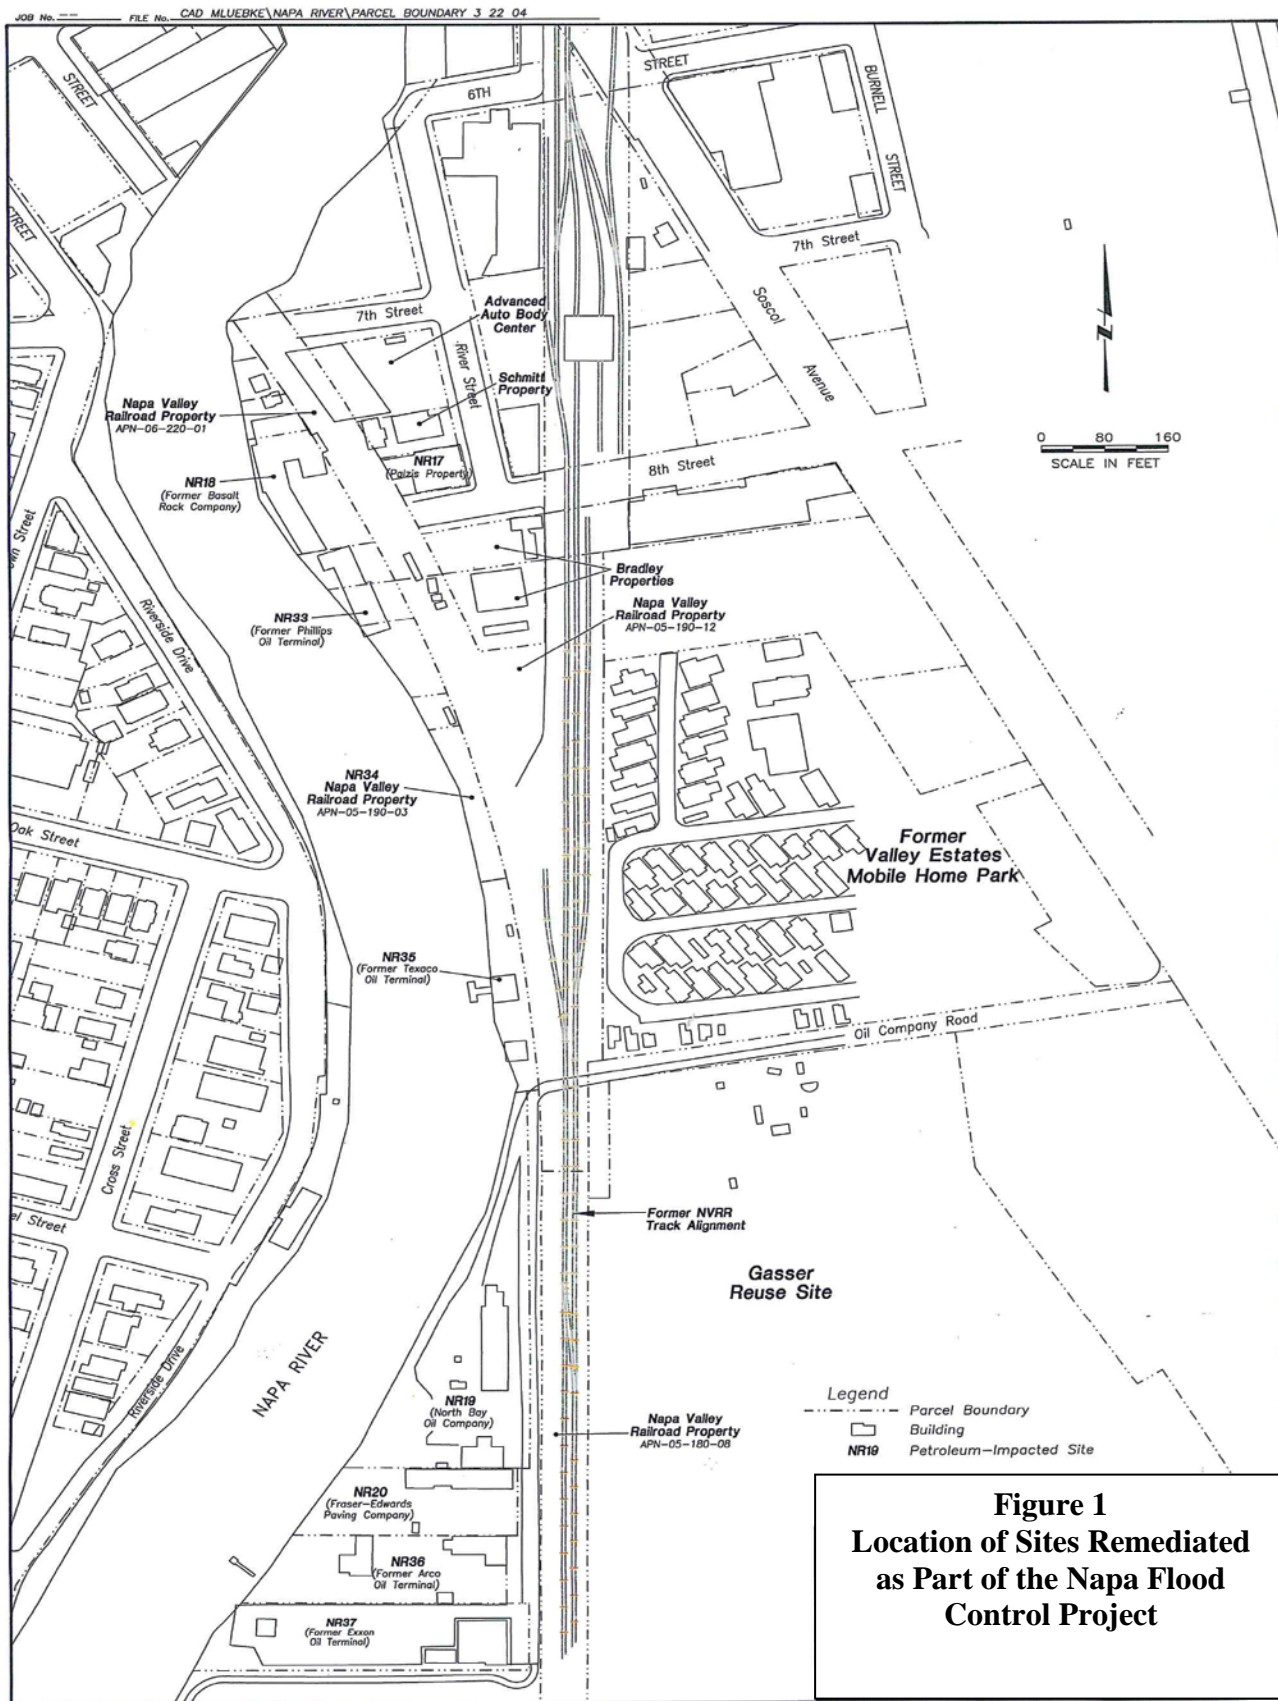 JOB No. -- FILE No. CAD MLUEBKE\NAPA RIVER\PARCEL BOUNDARY 3 22 04
STREET
6TH
STREET
BURNELL
STREET
7th Street
STREET
Soscol
Avenue
7th Street
Advanced
Auto Body
Center
River Street
Schmitt
Property
Napa Valley
Railroad Property
APN-06-220-01
NR17
NR18
(Former Basalt
Rock Company)
8th Street
0 80 160
SCALE IN FEET
N
Street
Riverside Drive
NR33
(Former Phillips
Oil Terminal)
Bradley
Properties
Napa Valley
Railroad Property
APN-05-190-12
NR34
Napa Valley
Railroad Property
APN-05-190-03
Oak Street
Former
Valley Estates
Mobile Home Park
NR35
(Former Texaco
Oil Terminal)
Oil Company Road
Cross Street
Street
Former NVRR
Track Alignment
Gasser
Reuse Site
NAPA RIVER
Riverside Drive
NR19
(North Bay
Oil Company)
Napa Valley
Railroad Property
APN-05-180-08
Legend
Parcel Boundary
Building
NR19 Petroleum-Impacted Site
NR20
(Fraser-Edwards
Paving Company)
NR36
(Former Arco
Oil Terminal)
NR37
(Former Exxon
Oil Terminal)
Figure 1
Location of Sites Remediated
as Part of the Napa Flood
Control Project